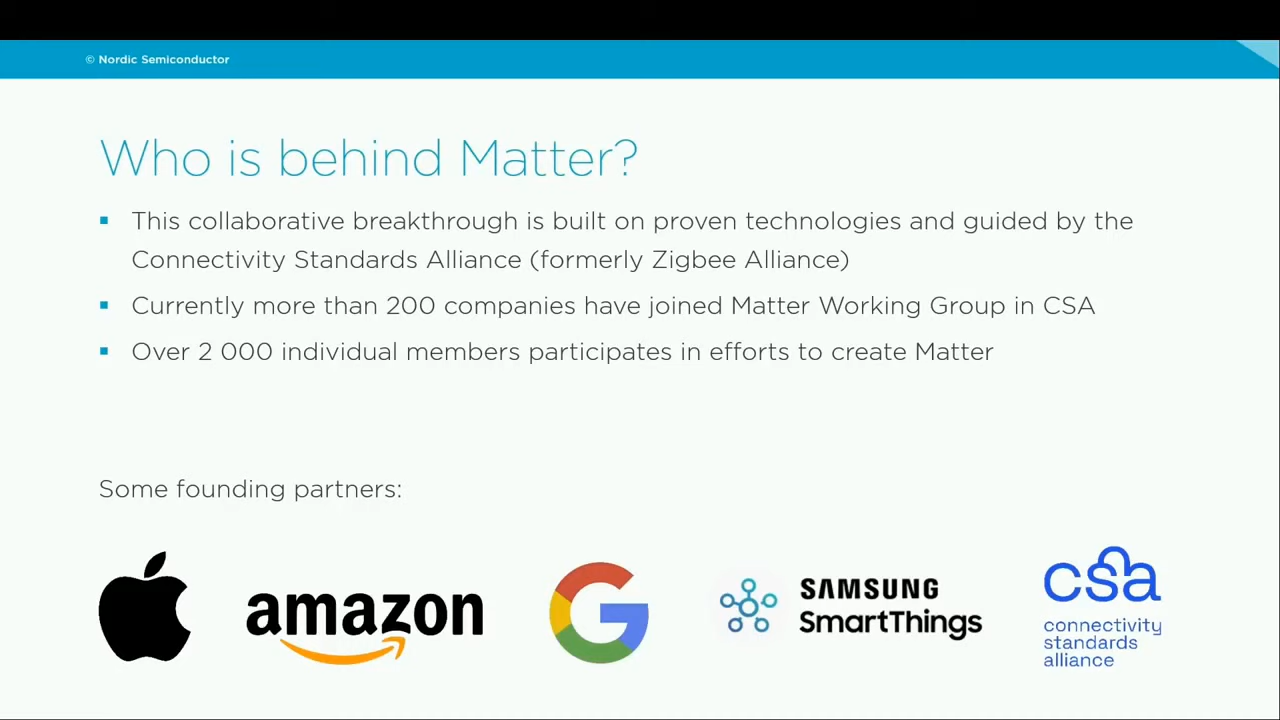 © Nordic Semiconductor
Who is behind Matter?
▪ This collaborative breakthrough is built on proven technologies and guided by the
Connectivity Standards Alliance (formerly Zigbee Alliance)
▪ Currently more than 200 companies have joined Matter Working Group in CSA
▪ Over 2 000 individual members participates in efforts to create Matter
Some founding partners:
amazon
SAMSUNG
SmartThings
csa
connectivity
standards
alliance